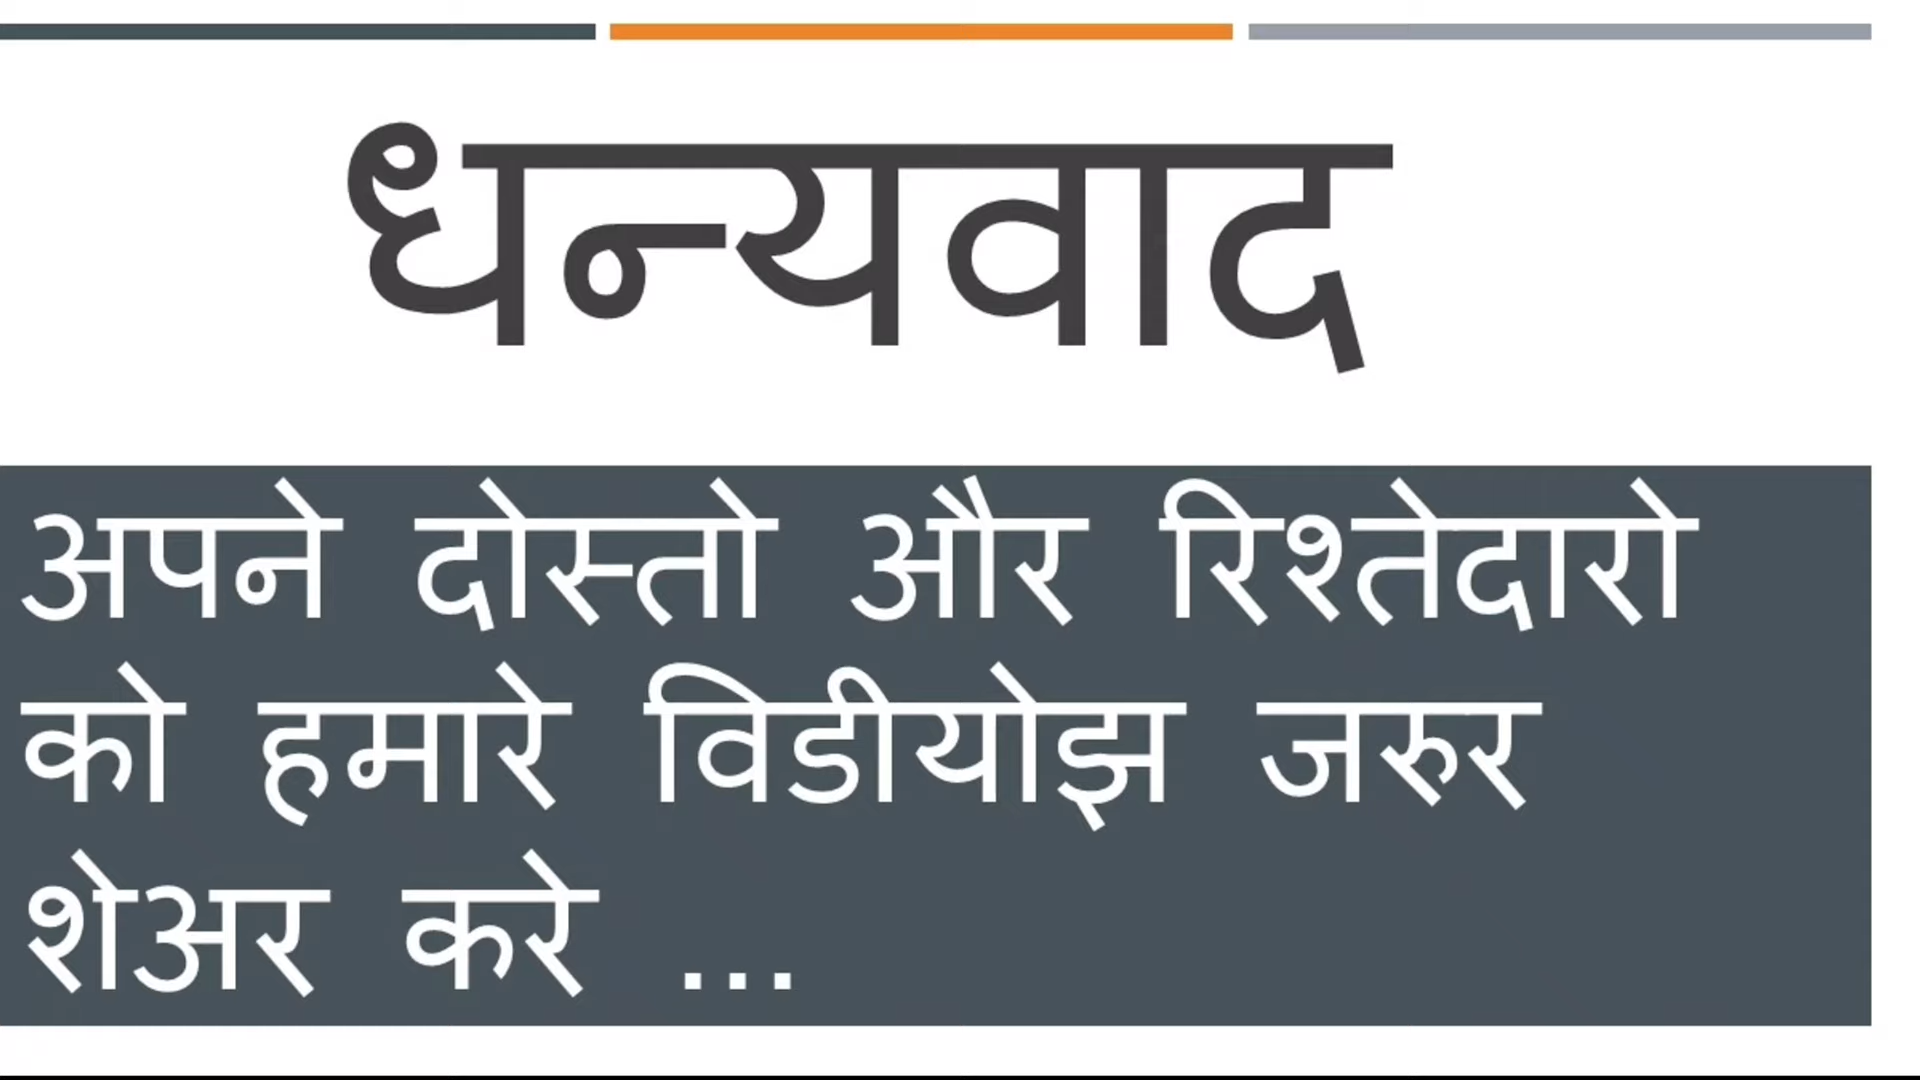 धन्यवाद
अपने दोस्तो और रिश्तेदारो
को हमारे विडीयोझ जरुर
शेअर करे ...